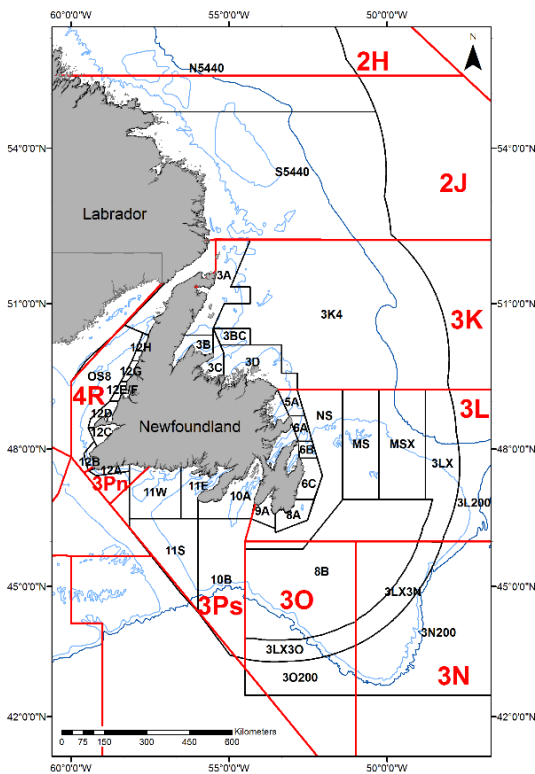 60°0'0"W 55°0'0"W 50°0'0"W
N
2H
N5440
54°0'0"N 54°0'0"N
S5440
2J
Labrador
3A
51°0'0"N 51°0'0"N
3K4
3K
3BC
12H 3B
3D
3C
12G
OS8
12E/F
4R
5A NS
3L
12D
6A
Newfoundland
12C
48°0'0"N 48°0'0"N
6B MS MSX
12B
3LX
12A
3Pn
11W 11E 6C
10A
3L200
9A 8A
11S
8B
10B
45°0'0"N 45°0'0"N
3Ps
3O
3LX3N
3N200
3LX3O
3N
3O200
42°0'0"N 42°0'0"N
Kilometers
0 75 150 300 450 600
60°0'0"W 55°0'0"W 50°0'0"W